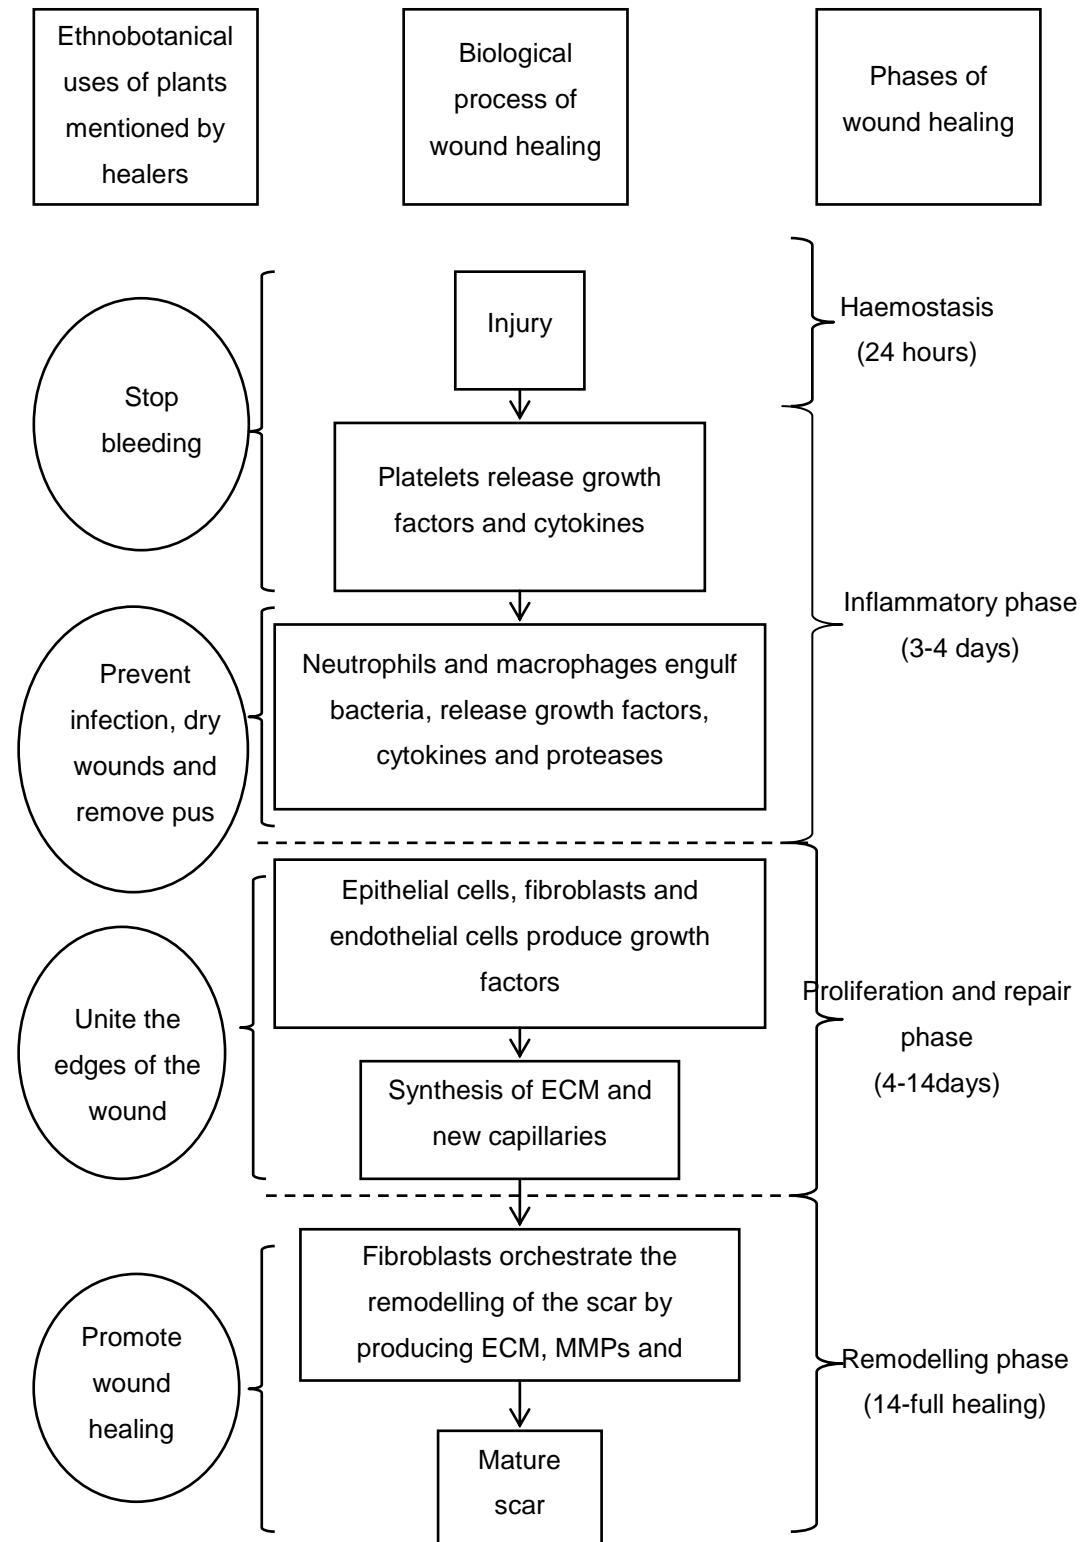 Ethnobotanical
uses of plants
mentioned by
healers
Biological
process of
wound healing
Phases of
wound healing
Injury
Haemostasis
(24 hours)
Stop
bleeding
Platelets release growth
factors and cytokines
Inflammatory phase
(3-4 days)
Prevent
infection, dry
wounds and
remove pus
Neutrophils and macrophages engulf
bacteria, release growth factors,
cytokines and proteases
Epithelial cells, fibroblasts and
endothelial cells produce growth
factors
Unite the
edges of the
wound
Proliferation and repair
phase
(4-14days)
Synthesis of ECM and
new capillaries
Fibroblasts orchestrate the
remodelling of the scar by
producing ECM, MMPs and
Promote
wound
healing
Remodelling phase
(14-full healing)
Mature
scar